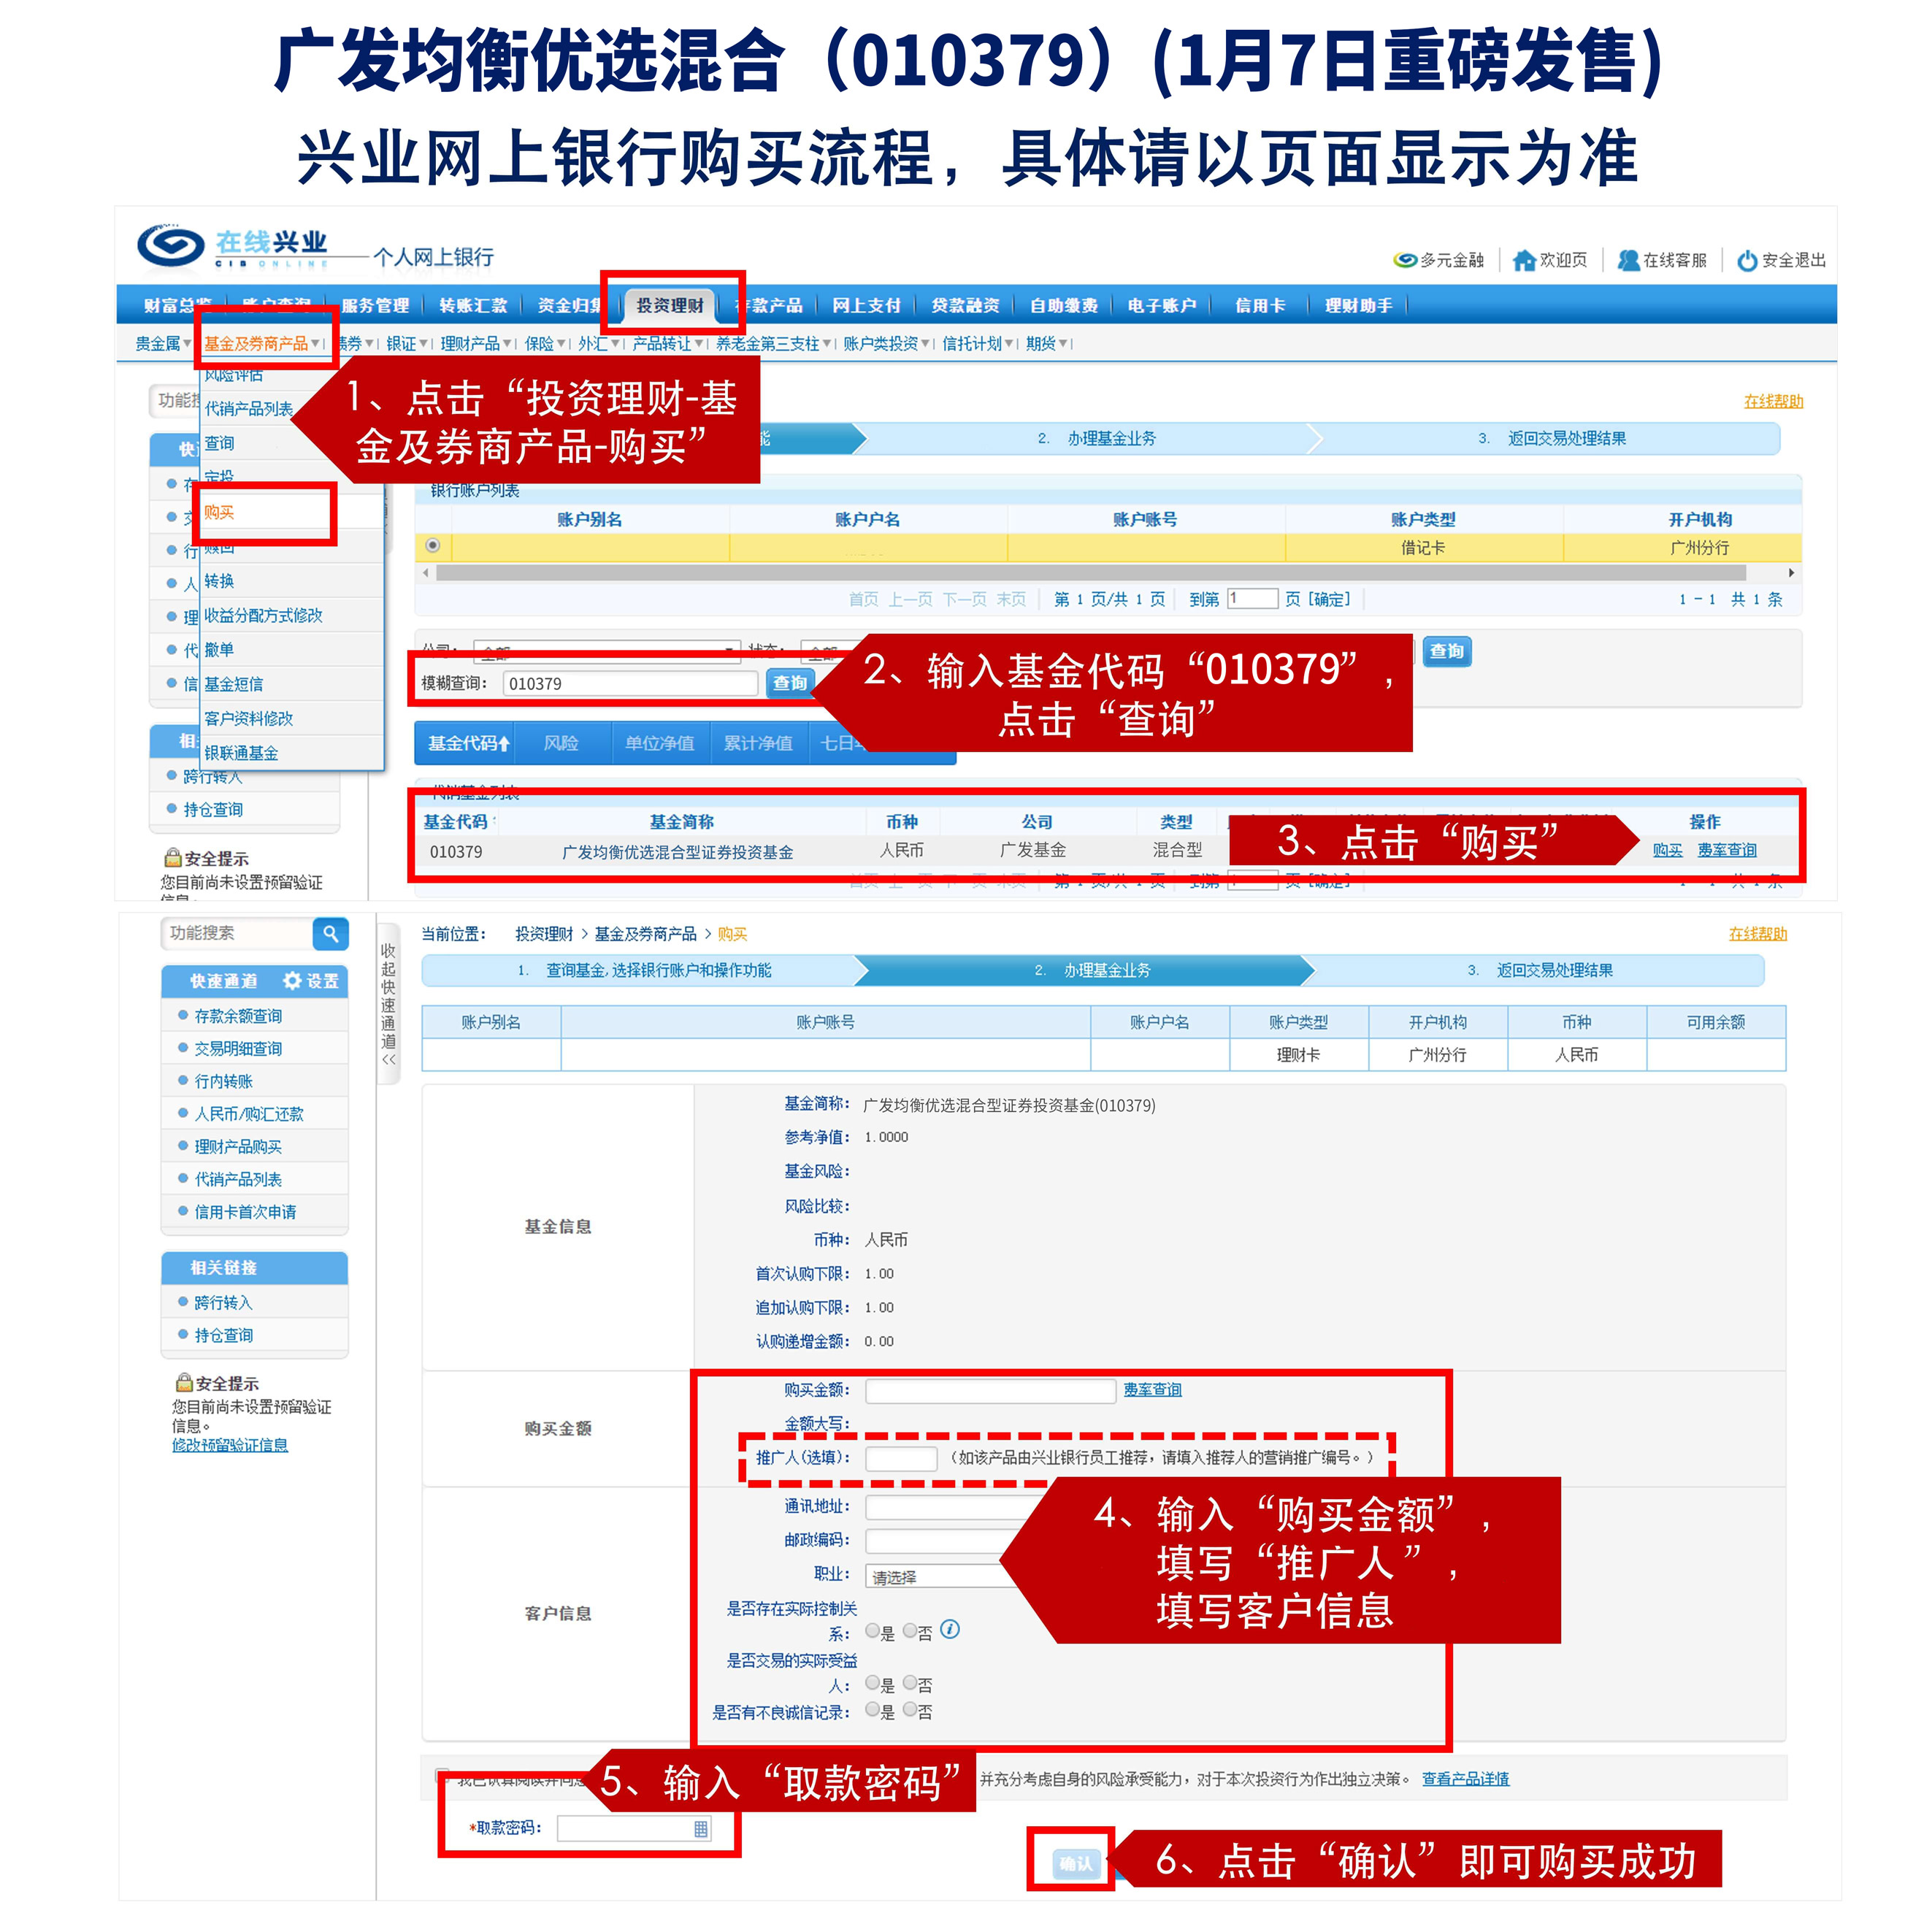 广发均衡优选混合（010379）(1月7日重磅发售)
兴业网上银行购买流程，具体请以页面显示为准
在线兴业
CIB ONLINE
个人网上银行
多元金融 欢迎页 在线客服 安全退出
财富总览 账户查询 服务管理 转账汇款 资金归集 投资理财 存款产品 网上支付 贷款融资 自助缴费 电子账户 信用卡 理财助手
贵金属 基金及券商产品 债券 银证 理财产品 保险 外汇 产品转让 养老金第三支柱 账户类投资 信托计划 期货
风险评估
代销产品列表
查询
定投
购买
赎回
转换
收益分配方式修改
撤单
基金短信
客户资料修改
银联通基金
跨行转入
持仓查询
安全提示
您目前尚未设置预留验证
信息。
1、点击“投资理财-基
金及券商产品-购买”
在线帮助
2. 办理基金业务
3. 返回交易处理结果
银行账户列表
账户别名 账户户名 账户账号 账户类型 开户机构
借记卡 广州分行
首页 上一页 下一页 末页 第 1 页/共 1 页 到第 1 页 [确定] 1 - 1 共 1 条
公司： 全部 状态： 全部 查询
模糊查询： 010379 查询
2、输入基金代码“010379”，
点击“查询”
基金代码 风险 单位净值 累计净值 七日
代销基金列表
基金代码 基金简称 币种 公司 类型 操作
010379 广发均衡优选混合型证券投资基金 人民币 广发基金 混合型 购买 费率查询
3、点击“购买”
首页 上一页 下一页 末页 第 1 页/共 1 页 到第 页 [确定] 1 - 1 共 1 条
功能搜索
快速通道 设置
存款余额查询
交易明细查询
行内转账
人民币/购汇还款
理财产品购买
代销产品列表
信用卡首次申请
相关链接
跨行转入
持仓查询
安全提示
您目前尚未设置预留验证
信息。
修改预留验证信息
收起快速通道<<
当前位置： 投资理财 > 基金及券商产品 > 购买
在线帮助
1. 查询基金,选择银行账户和操作功能
2. 办理基金业务
3. 返回交易处理结果
账户别名 账户账号 账户户名 账户类型 开户机构 币种 可用余额
理财卡 广州分行 人民币
基金信息
基金简称： 广发均衡优选混合型证券投资基金(010379)
参考净值： 1.0000
基金风险：
风险比较：
币种： 人民币
首次认购下限： 1.00
追加认购下限： 1.00
认购递增金额： 0.00
购买金额
购买金额： 费率查询
金额大写：
推广人(选填)： （如该产品由兴业银行员工推荐，请填入推荐人的营销推广编号。）
客户信息
通讯地址：
邮政编码：
职业： 请选择
是否存在实际控制关
系： 是 否
是否交易的实际受益
人： 是 否
是否有不良诚信记录： 是 否
4、输入“购买金额”，
填写“推广人”，
填写客户信息
我已认真阅读并同意
并充分考虑自身的风险承受能力，对于本次投资行为作出独立决策。 查看产品详情
5、输入“取款密码”
*取款密码：
确认
6、点击“确认”即可购买成功